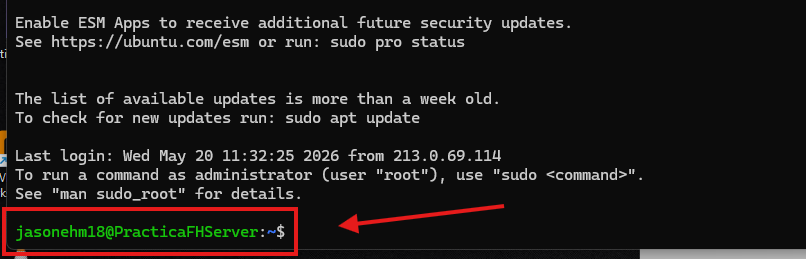 Enable ESM Apps to receive additional future security updates.
See https://ubuntu.com/esm or run: sudo pro status
The list of available updates is more than a week old.
To check for new updates run: sudo apt update
Last login: Wed May 20 11:32:25 2026 from 213.0.69.114
To run a command as administrator (user "root"), use "sudo <command>".
See "man sudo_root" for details.
jasonehm18@PracticaFHServer:~$